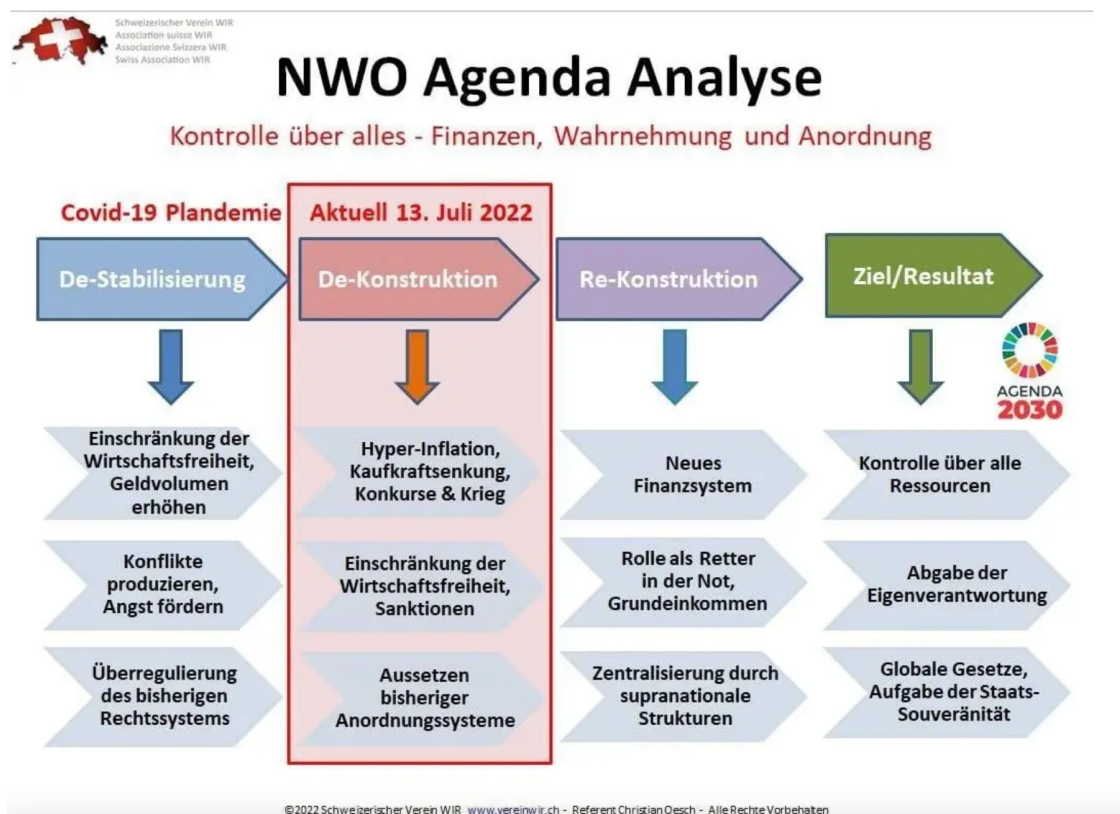 Schweizerischer Verein WIR
Association suisse WIR
Associazione Svizzera WIR
Swiss Association WIR
NWO Agenda Analyse
Kontrolle über alles - Finanzen, Wahrnehmung und Anordnung
Covid-19 Plandemie
Aktuell 13. Juli 2022
De-Stabilisierung
De-Konstruktion
Re-Konstruktion
Ziel/Resultat
AGENDA
2030
Einschränkung der
Wirtschaftsfreiheit,
Geldvolumen
erhöhen
Hyper-Inflation,
Kaufkraftsenkung,
Konkurse & Krieg
Neues
Finanzsystem
Kontrolle über alle
Ressourcen
Konflikte
produzieren,
Angst fördern
Einschränkung der
Wirtschaftsfreiheit,
Sanktionen
Rolle als Retter
in der Not,
Grundeinkommen
Abgabe der
Eigenverantwortung
Überregulierung
des bisherigen
Rechtssystems
Aussetzen
bisheriger
Anordnungssysteme
Zentralisierung durch
supranationale
Strukturen
Globale Gesetze,
Aufgabe der Staats-
Souveränität
©2022 Schweizerischer Verein WIR www.vereinwir.ch - Referent Christian Oesch - Alle Rechte Vorbehalten